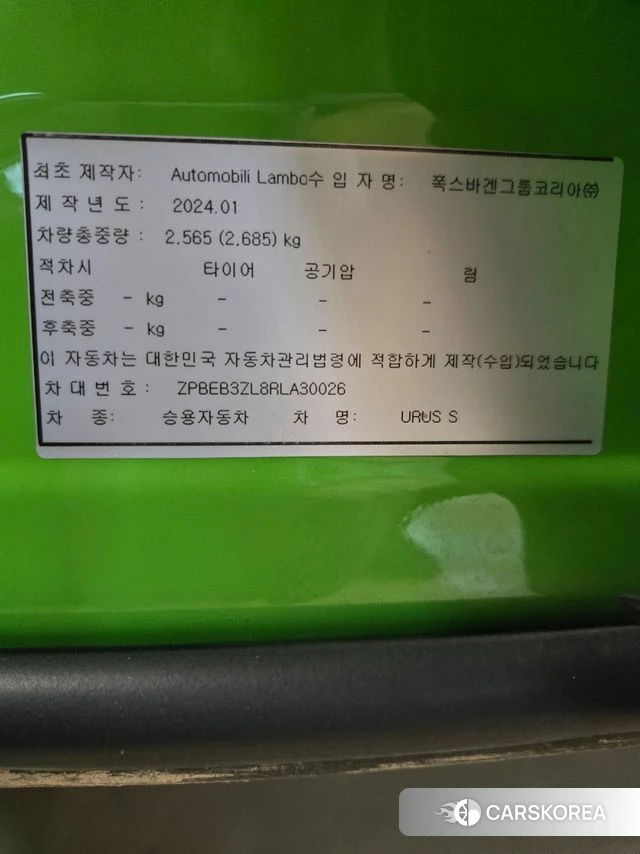 최초 제작자: Automobili Lambo수 입 자 명: 폭스바겐그룹코리아㈜
제 작 년 도 : 2024.01
차량총중량 : 2,565 (2,685) kg
적차시 타이어 공기압 림
전축중 - kg - - -
후축중 - kg - - -
이 자동차는 대한민국 자동차관리법령에 적합하게 제작(수입)되었습니다
차 대 번 호 : ZPBEB3ZL8RLA30026
차 종: 승용자동차 차 명: URUS S
CARSKOREA